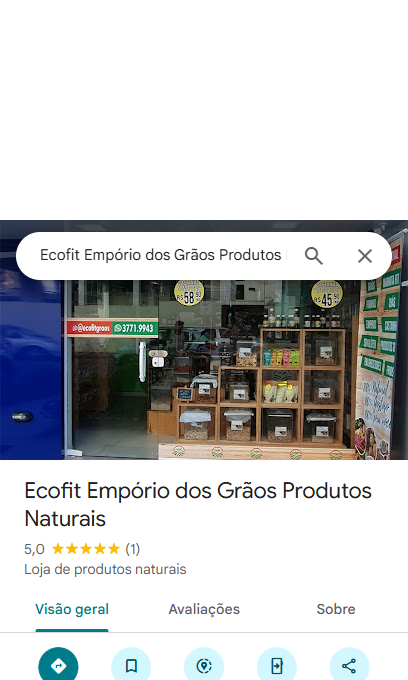 Ecofit Empório dos Grãos Produtos
R$ 58
R$ 45
@ecofitgraos 3771.9943
Ecofit Empório dos Grãos Produtos
Naturais
5,0 (1)
Loja de produtos naturais
Visão geral Avaliações Sobre